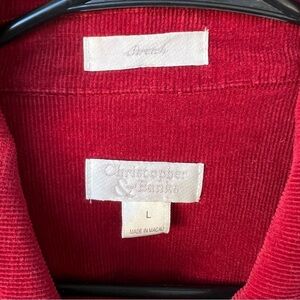 Stretch
Christopher
& Banks
L
MADE IN MACAU